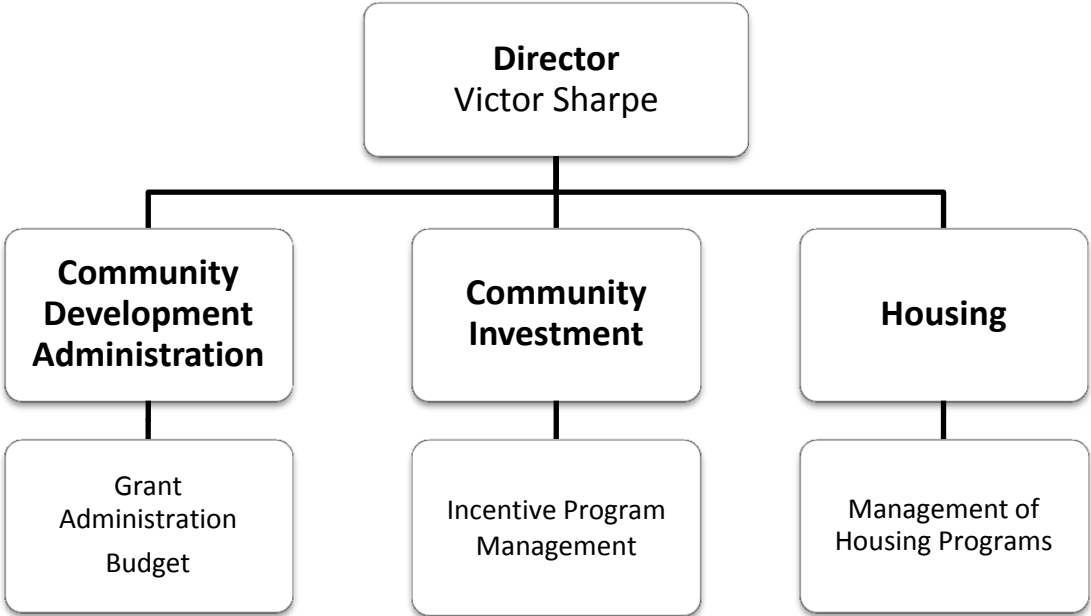 Director
Victor Sharpe
Community
Development
Administration
Community
Investment
Housing
Grant
Administration
Budget
Incentive Program
Management
Management of
Housing Programs